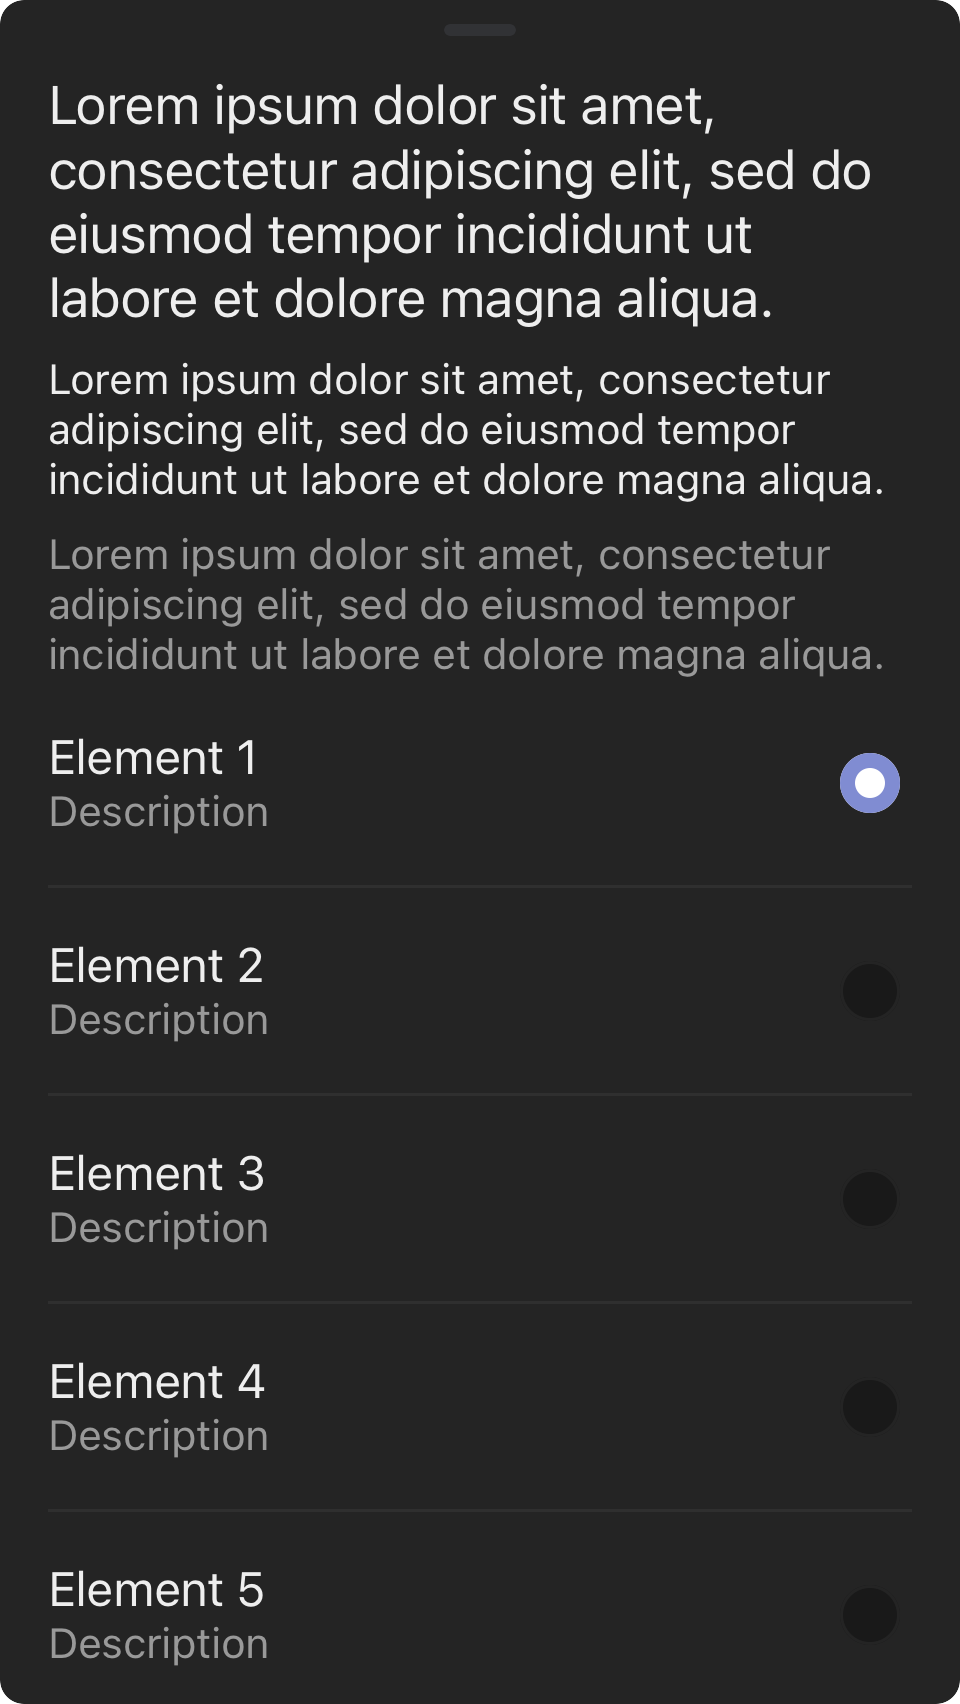 Lorem ipsum dolor sit amet,
consectetur adipiscing elit, sed do
eiusmod tempor incididunt ut
labore et dolore magna aliqua.
Lorem ipsum dolor sit amet, consectetur
adipiscing elit, sed do eiusmod tempor
incididunt ut labore et dolore magna aliqua.
Lorem ipsum dolor sit amet, consectetur
adipiscing elit, sed do eiusmod tempor
incididunt ut labore et dolore magna aliqua.
Element 1
Description
Element 2
Description
Element 3
Description
Element 4
Description
Element 5
Description